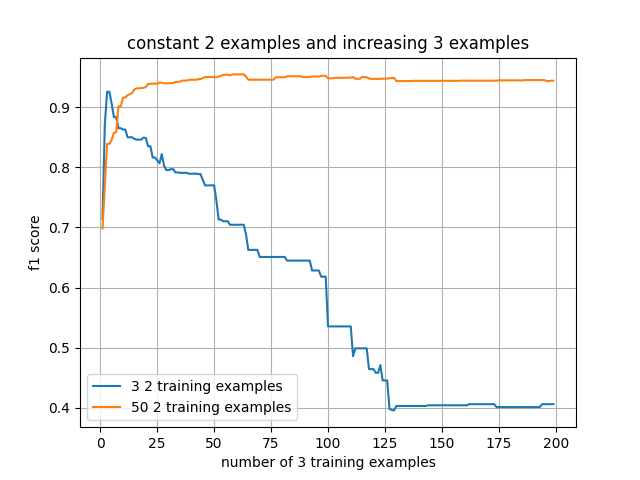 constant 2 examples and increasing 3 examples
f1 score
0.9
0.8
0.7
0.6
0.5
0.4
3 2 training examples
50 2 training examples
0 25 50 75 100 125 150 175 200
number of 3 training examples